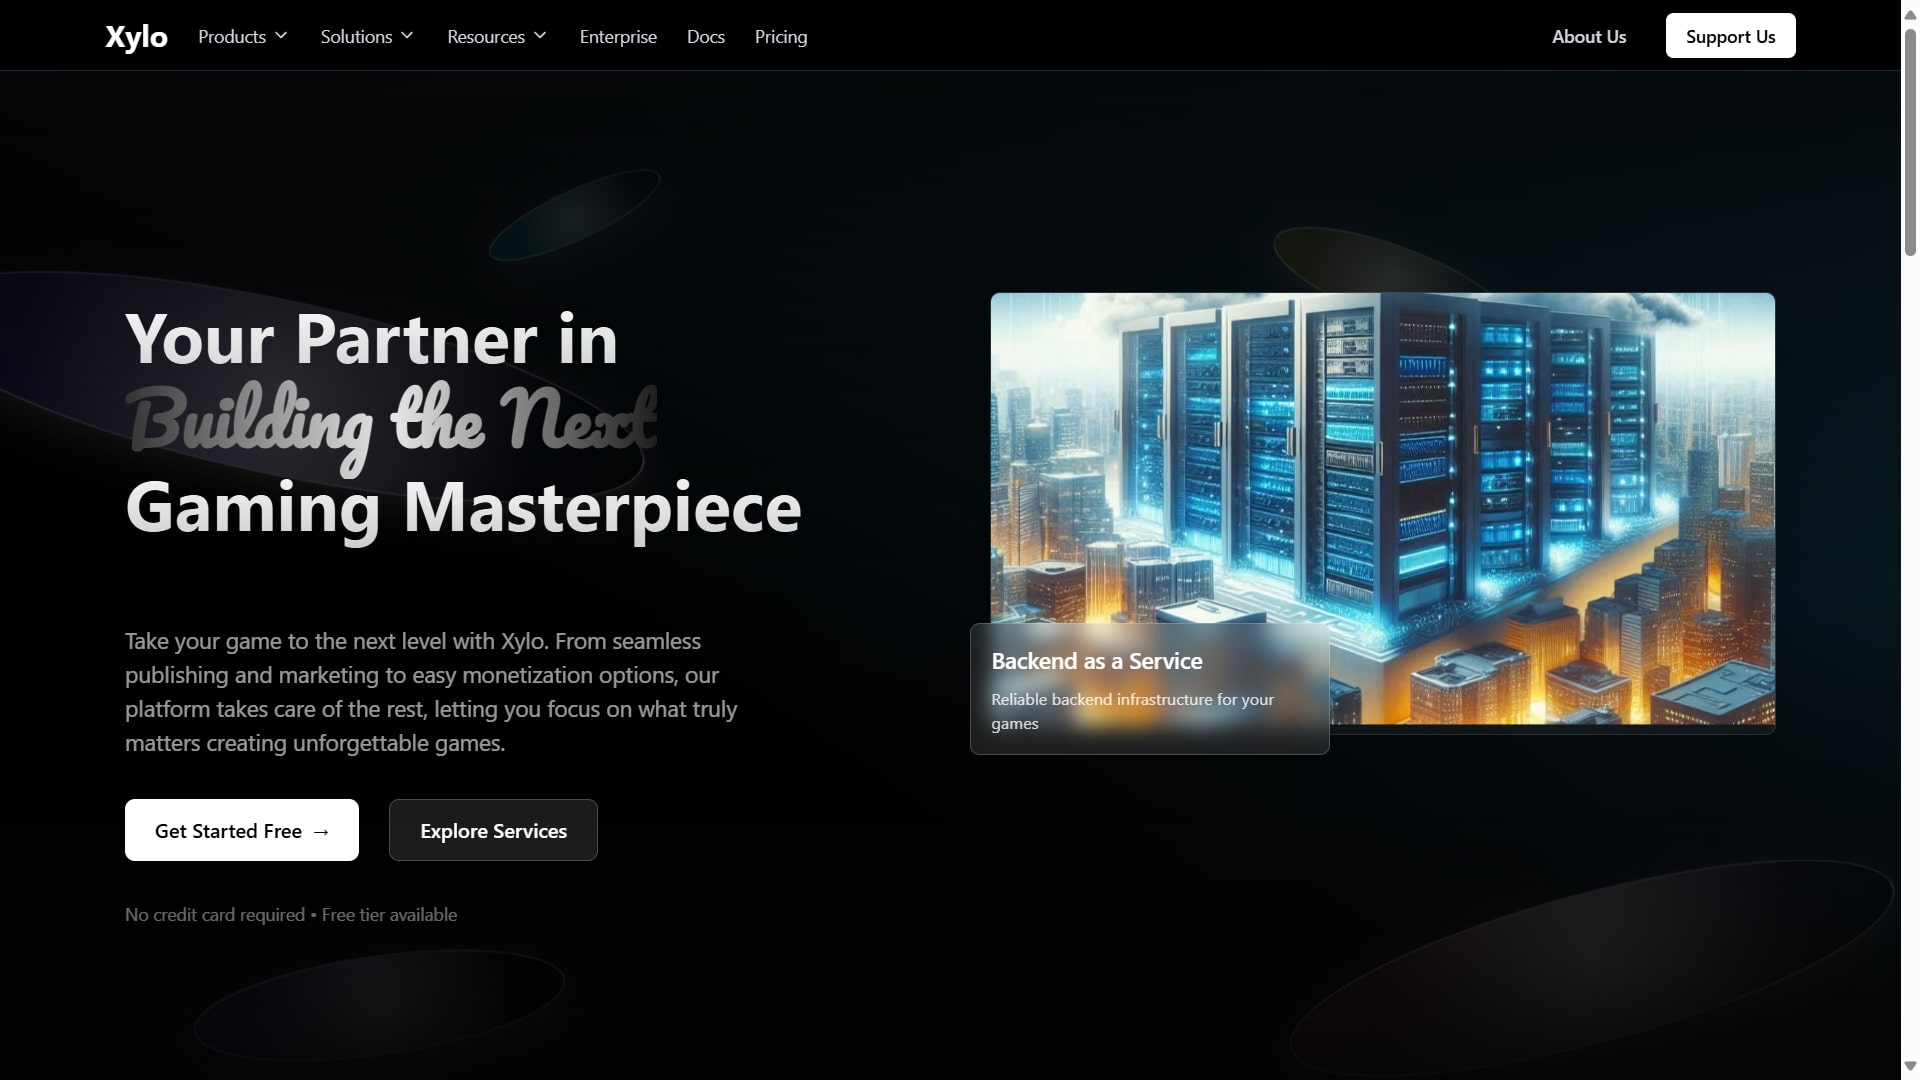 Xylo Products Solutions Resources Enterprise Docs Pricing About Us Support Us
Your Partner in
Building the Next
Gaming Masterpiece
Take your game to the next level with Xylo. From seamless
publishing and marketing to easy monetization options, our
platform takes care of the rest, letting you focus on what truly
matters creating unforgettable games.
Get Started Free → Explore Services
No credit card required • Free tier available
Backend as a Service
Reliable backend infrastructure for your
games